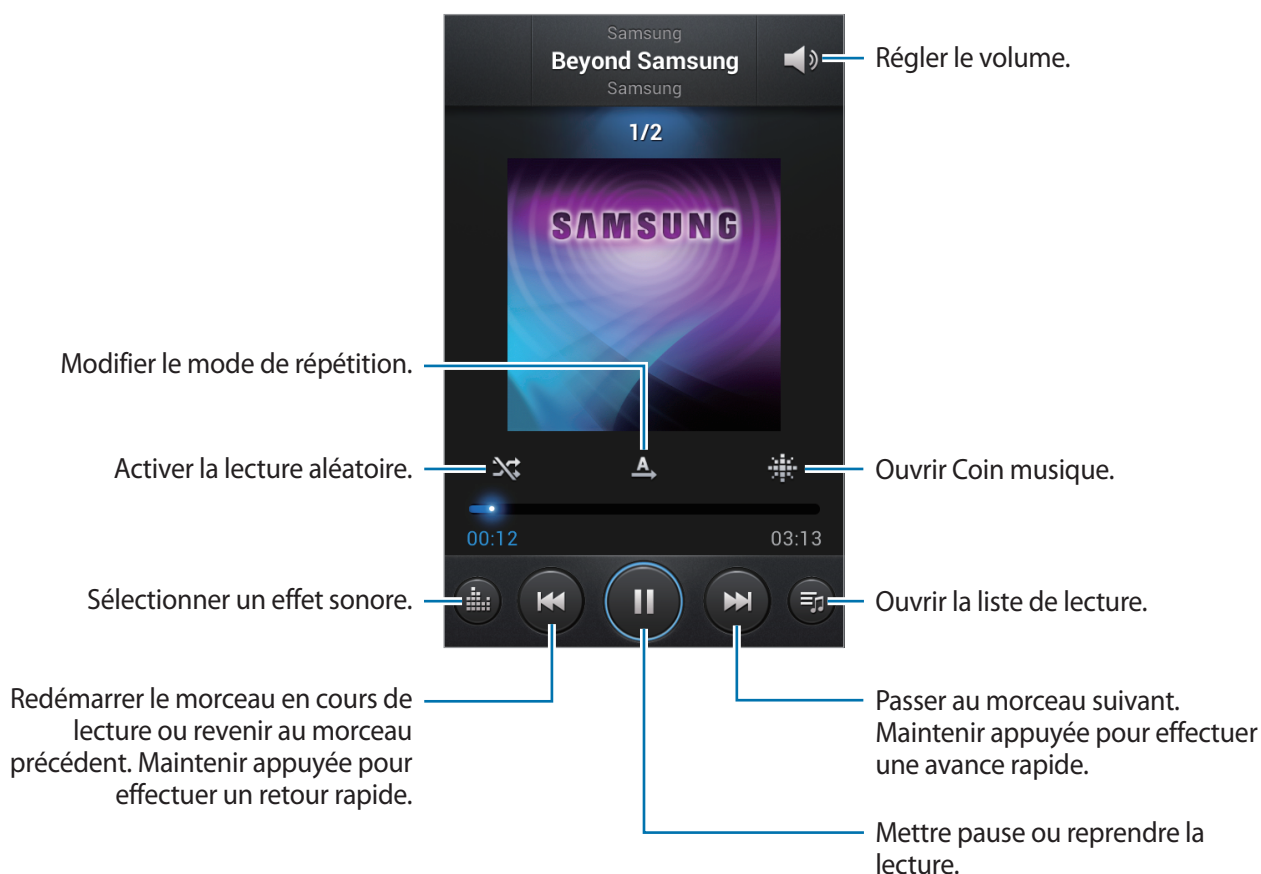 Samsung
Beyond Samsung
Samsung
Régler le volume.
1/2
SAMSUNG
Modifier le mode de répétition.
A
Activer la lecture aléatoire.
Ouvrir Coin musique.
00:12
03:13
Sélectionner un effet sonore.
Ouvrir la liste de lecture.
Redémarrer le morceau en cours de
lecture ou revenir au morceau
précédent. Maintenir appuyée pour
effectuer un retour rapide.
Passer au morceau suivant.
Maintenir appuyée pour effectuer
une avance rapide.
Mettre pause ou reprendre la
lecture.